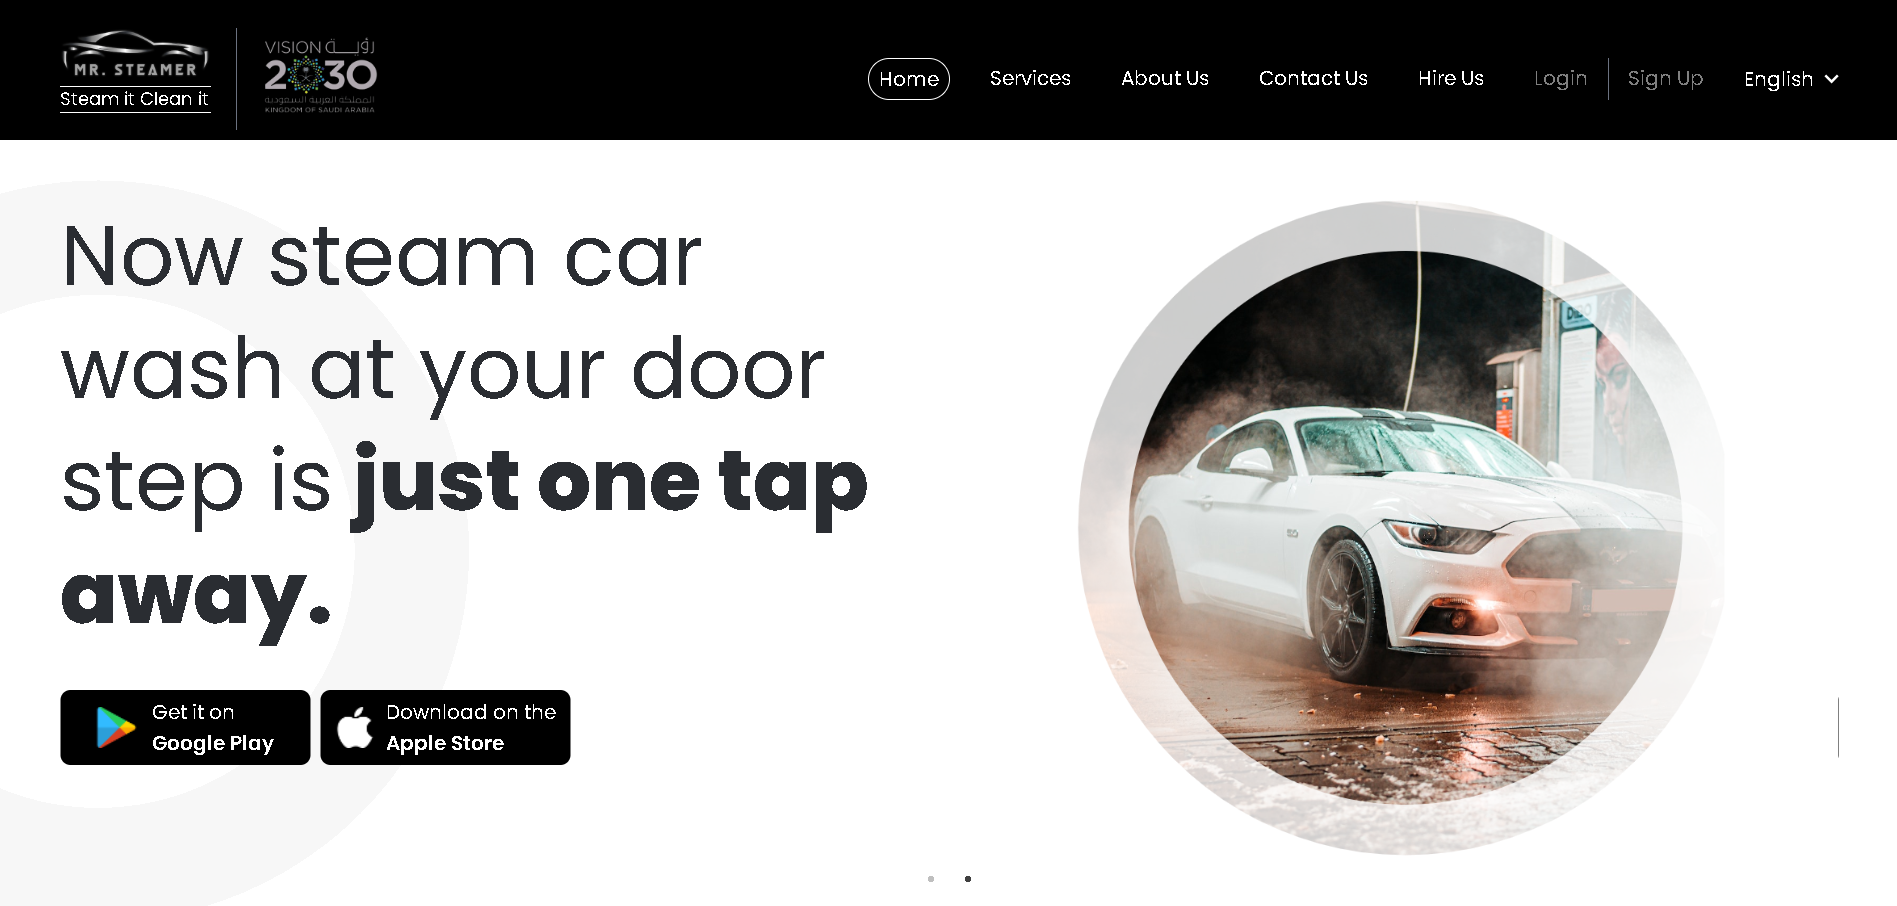 MR. STEAMER
Steam it Clean it
VISION رؤيــة
2030
المملكة العربية السعودية
KINGDOM OF SAUDI ARABIA
Home
Services
About Us
Contact Us
Hire Us
Login
Sign Up
English
Now steam car
wash at your door
step is just one tap
away.
Get it on
Google Play
Download on the
Apple Store